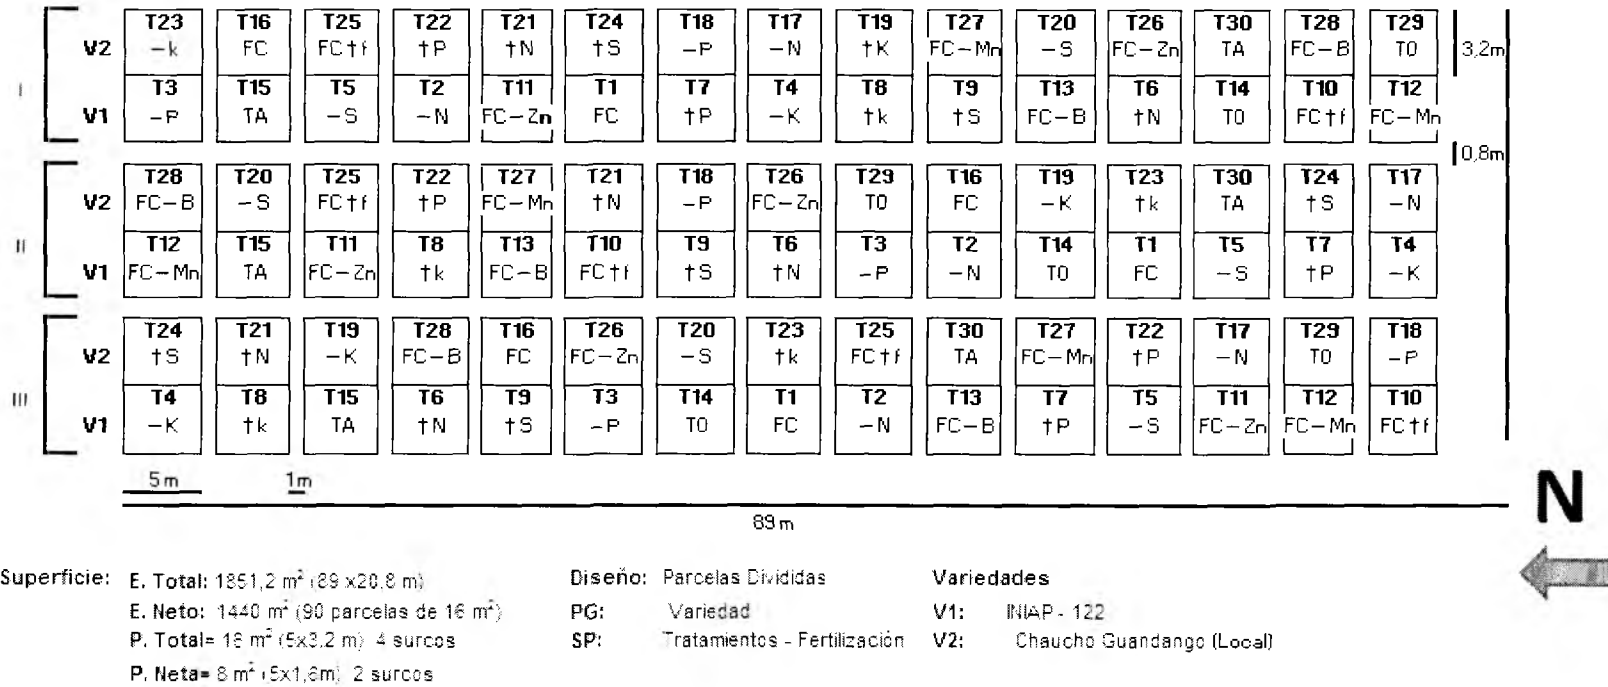 T23 T16 T25 T22 T21 T24 T18 T17 T19 T27 T20 T26 T30 T28 T29
V2 –k FC FC†f †P †N †S –P –N †K FC–Mn –S FC–Zn TA FC–B T0 3,2m
I T3 T15 T5 T2 T11 T1 T7 T4 T8 T9 T13 T6 T14 T10 T12
V1 –P TA –S –N FC–Zn FC †P –K †k †S FC–B †N T0 FC†f FC–Mn
0,8m
T28 T20 T25 T22 T27 T21 T18 T26 T29 T16 T19 T23 T30 T24 T17
V2 FC–B –S FC†f †P FC–Mn †N –P FC–Zn T0 FC –K †k TA †S –N
II T12 T15 T11 T8 T13 T10 T9 T6 T3 T2 T14 T1 T5 T7 T4
V1 FC–Mn TA FC–Zn †k FC–B FC†f †S †N –P –N T0 FC –S †P –K
T24 T21 T19 T28 T16 T26 T20 T23 T25 T30 T27 T22 T17 T29 T18
V2 †S †N –K FC–B FC FC–Zn –S †k FC†f TA FC–Mn †P –N T0 –P
III T4 T8 T15 T6 T9 T3 T14 T1 T2 T13 T7 T5 T11 T12 T10
V1 –K †k TA †N †S –P T0 FC –N FC–B †P –S FC–Zn FC–Mn FC†f
5m 1m
89m
N
Superficie: E. Total: 1851,2 m² (89 x20,8 m) Diseño: Parcelas Divididas Variedades
E. Neto: 1440 m² (90 parcelas de 16 m²) PG: Variedad V1: INIAP - 122
P. Total= 16 m² (5x3,2 m) 4 surcos SP: Tratamientos - Fertilización V2: Chaucho Guandango (Local)
P. Neta= 8 m² (5x1,6m) 2 surcos